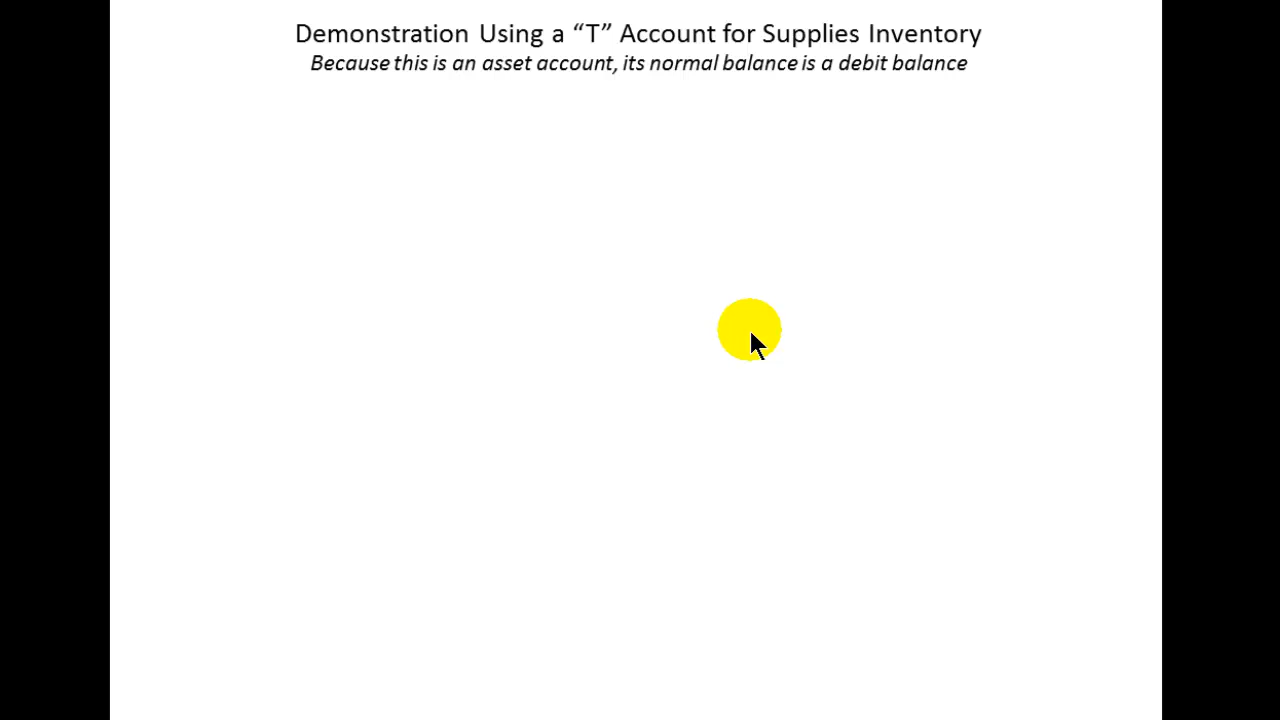 Demonstration Using a “T” Account for Supplies Inventory
Because this is an asset account, its normal balance is a debit balance